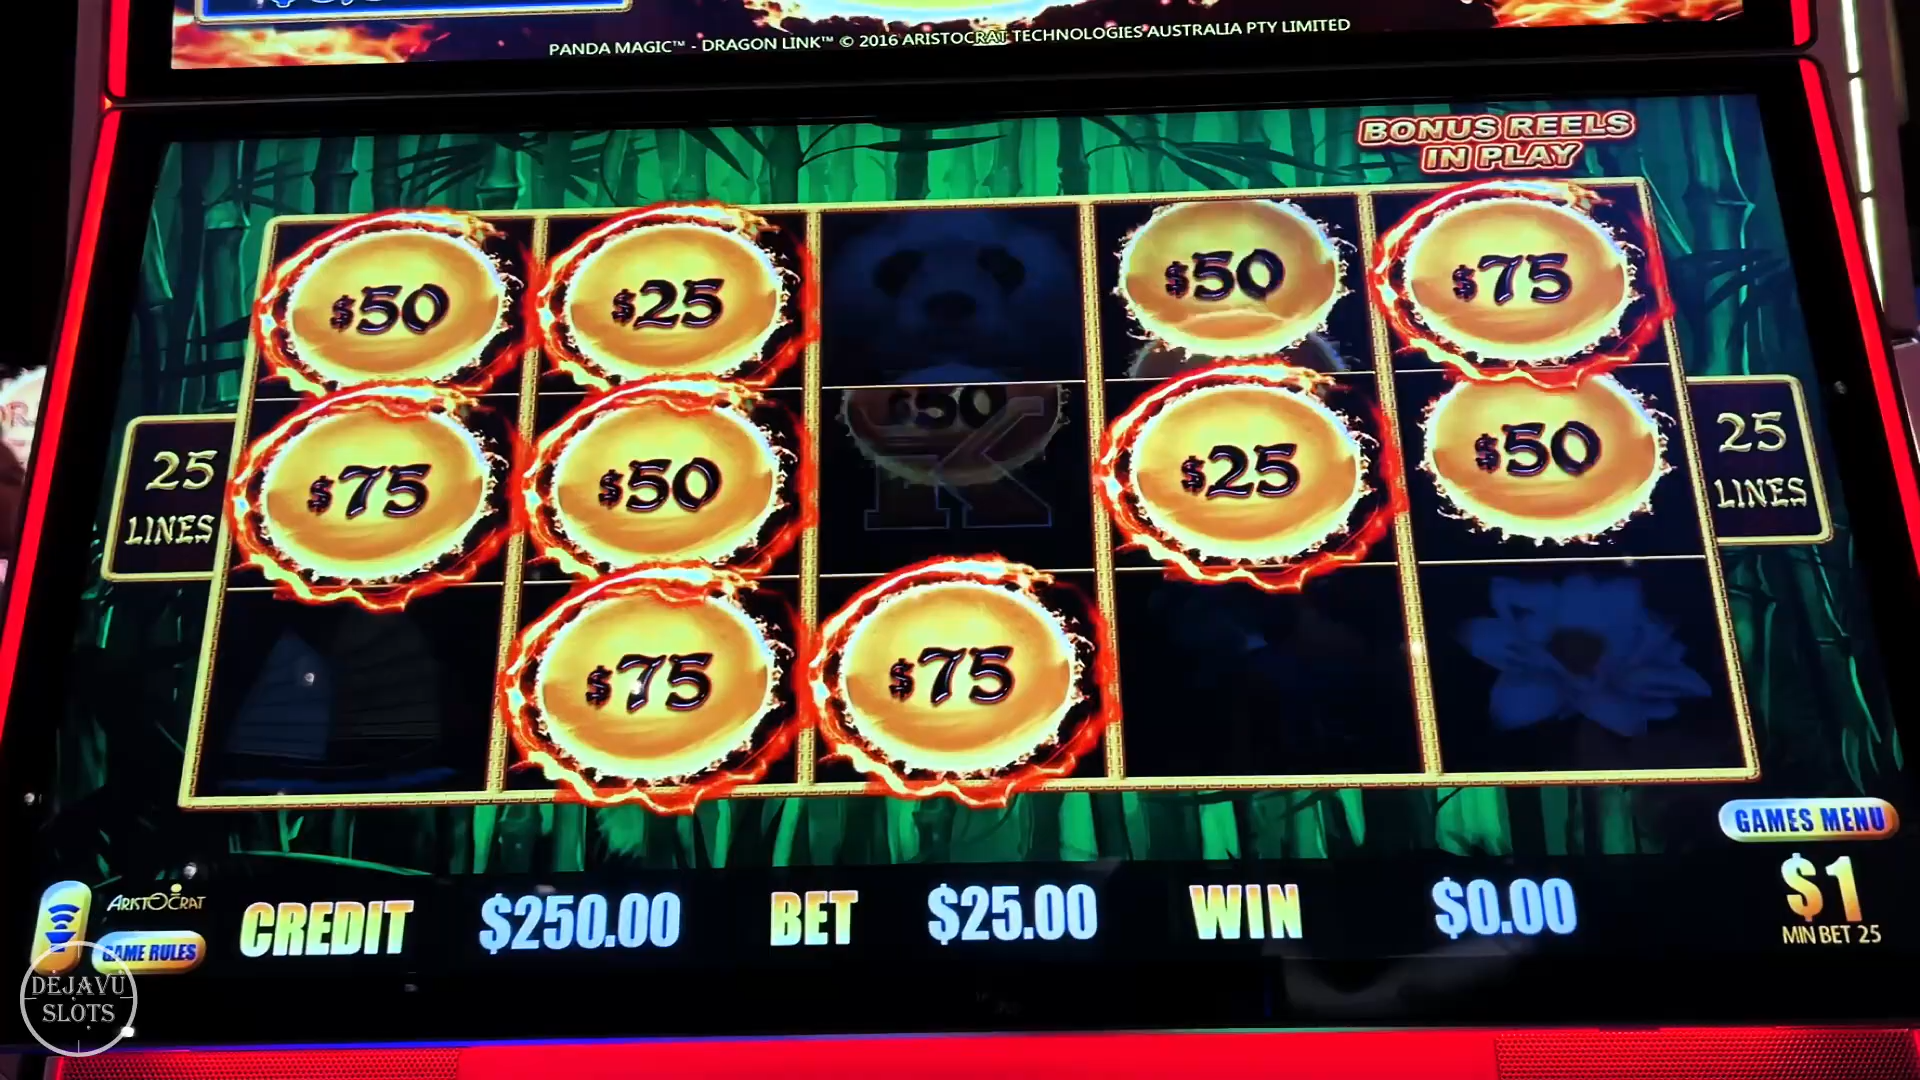 PANDA MAGIC™ - DRAGON LINK™ © 2016 ARISTOCRAT TECHNOLOGIES AUSTRALIA PTY LIMITED
BONUS REELS
IN PLAY
$50 $25 $50 $75
$75 $50 $50 $25 $50
$75 $75
25
LINES
25
LINES
GAMES MENU
ARISTOCRAT
GAME RULES
CREDIT $250.00 BET $25.00 WIN $0.00
$1
MIN BET 25
DEJAVU
SLOTS